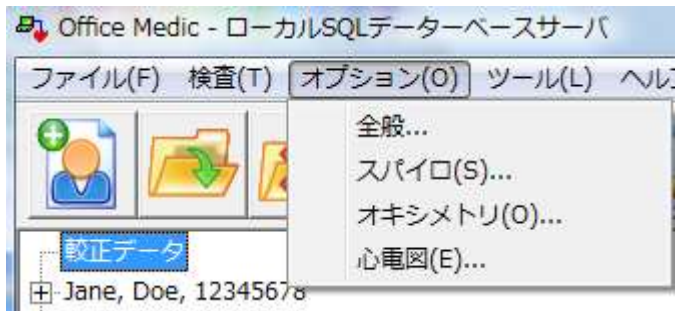 Office Medic - ローカルSQLデーターベースサーバ
ファイル(F) 検査(T) オプション(O) ツール(L)
全般...
スパイロ(S)...
オキシメトリ(O)...
心電図(E)...
較正データ
Jane, Doe, 12345678